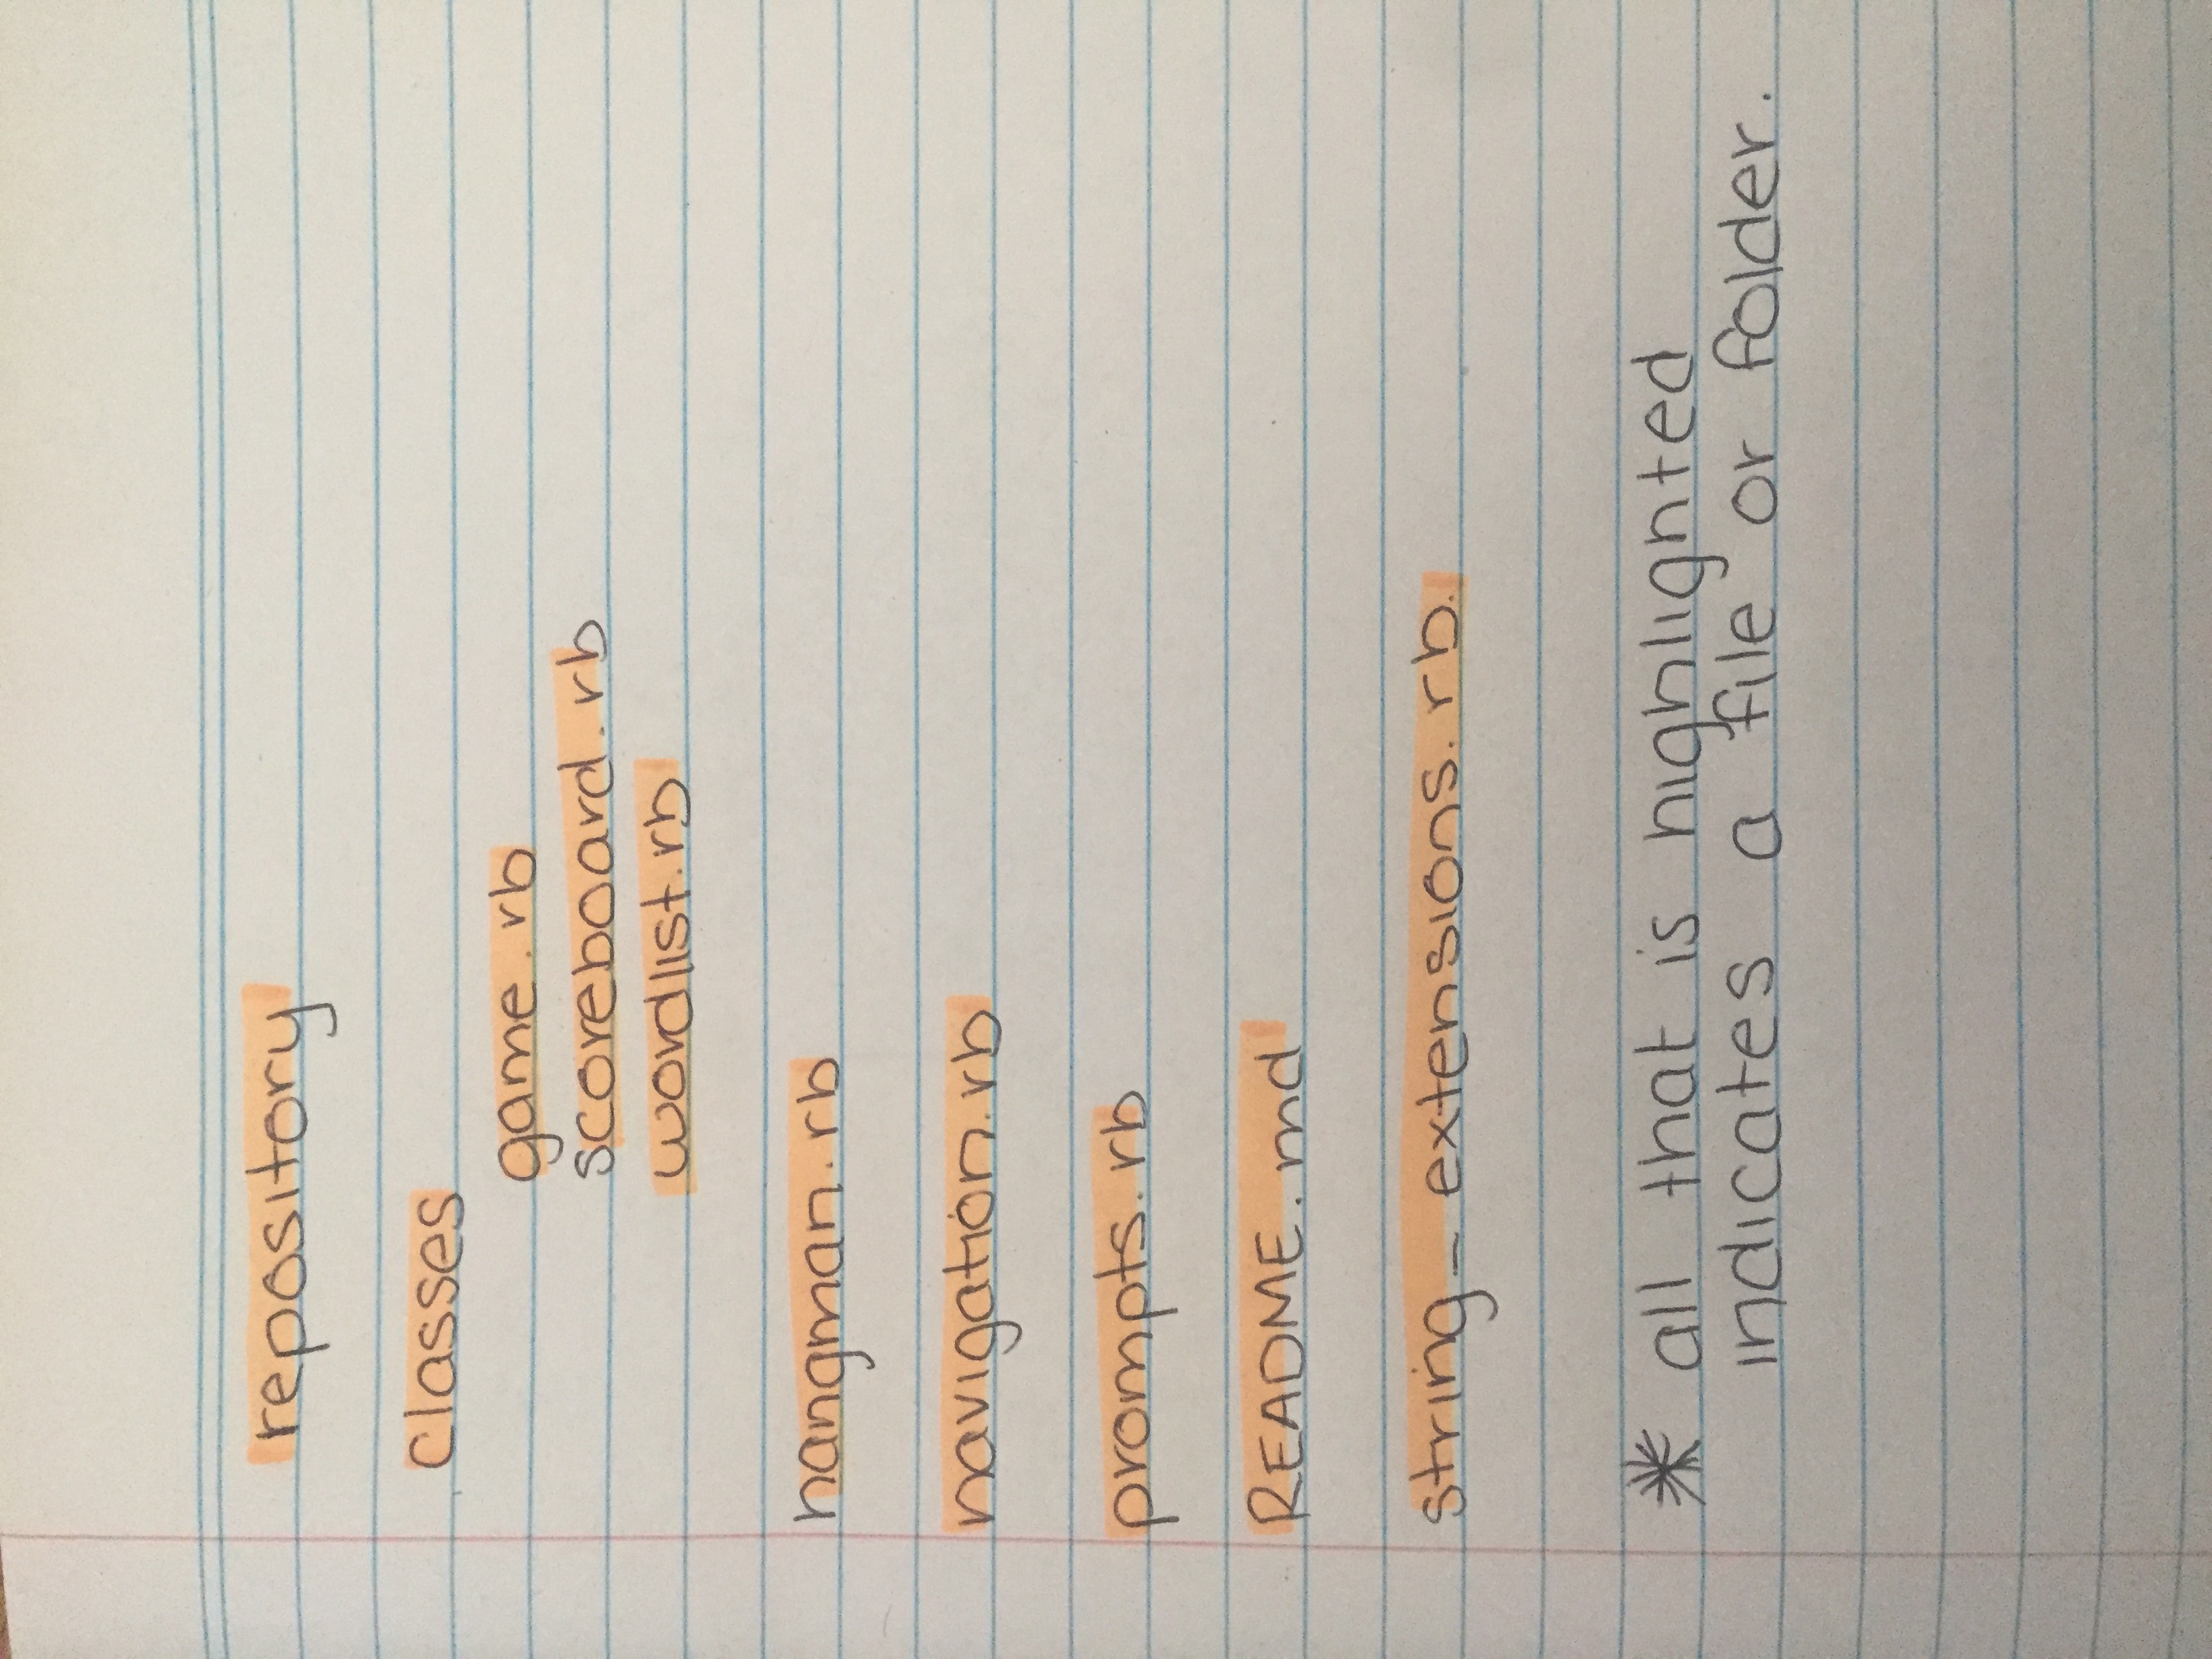 repository
classes
game.rb
scoreboard.rb
wordlist.rb
hangman.rb
navigation.rb
prompts.rb
README.md
string_extensions.rb.
* all that is highlighted
indicates a file or folder.